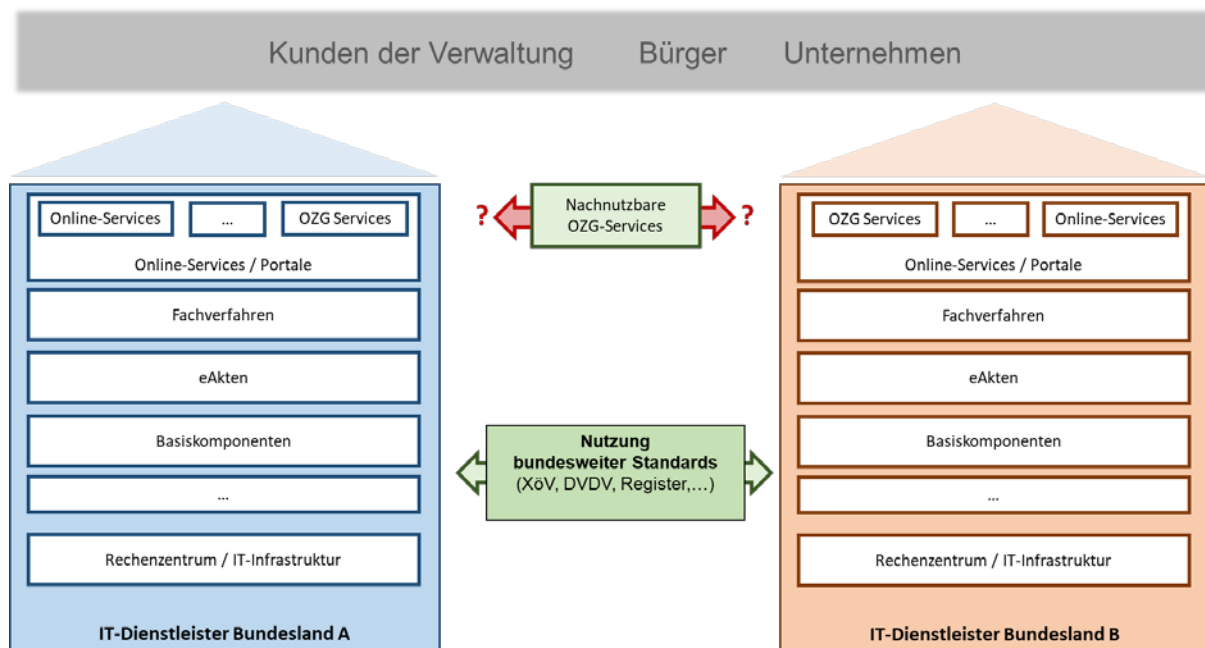 Kunden der Verwaltung Bürger Unternehmen
Online-Services ... OZG Services
Online-Services / Portale
Fachverfahren
eAkten
Basiskomponenten
...
Rechenzentrum / IT-Infrastruktur
IT-Dienstleister Bundesland A
? Nachnutzbare ?
OZG-Services
Nutzung
bundesweiter Standards
(XöV, DVDV, Register,...)
OZG Services ... Online-Services
Online-Services / Portale
Fachverfahren
eAkten
Basiskomponenten
...
Rechenzentrum / IT-Infrastruktur
IT-Dienstleister Bundesland B